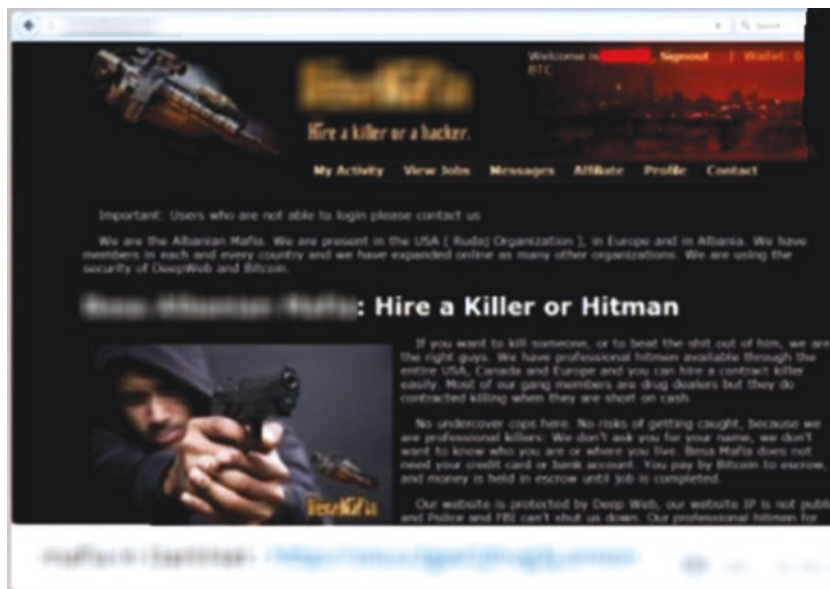 Search
Welcome , Signout | Wallet:
BTC
Hire a killer or a hacker.
My Activity View Jobs Messages Affiliate Profile Contact
Important: Users who are not able to login please contact us
We are the Albanian Mafia. We are present in the USA ( Rudaj Organization ), in Europe and in Albania. We have
members in each and every country and we have expanded online as many other organizations. We are using the
security of DeepWeb and Bitcoin.
: Hire a Killer or Hitman
If you want to kill someone, or to beat the shit out of him, we are
the right guys. We have professional hitmen available through the
entire USA, Canada and Europe and you can hire a contract killer
easily. Most of our gang members are drug dealers but they do
contracted killing when they are short on cash.
No undercover cops here. No risks of getting caught, because we
are professional killers: We don't ask you for your name, we don't
want to know who you are or where you live. Besa Mafia does not
need your credit card or bank account. You pay by Bitcoin to escrow,
and money is held in escrow until job is completed.
Our website is protected by Deep Web, our website IP is not publi
and Police and FBI can't shut us down. Our professional hitmen for
BesaMafia